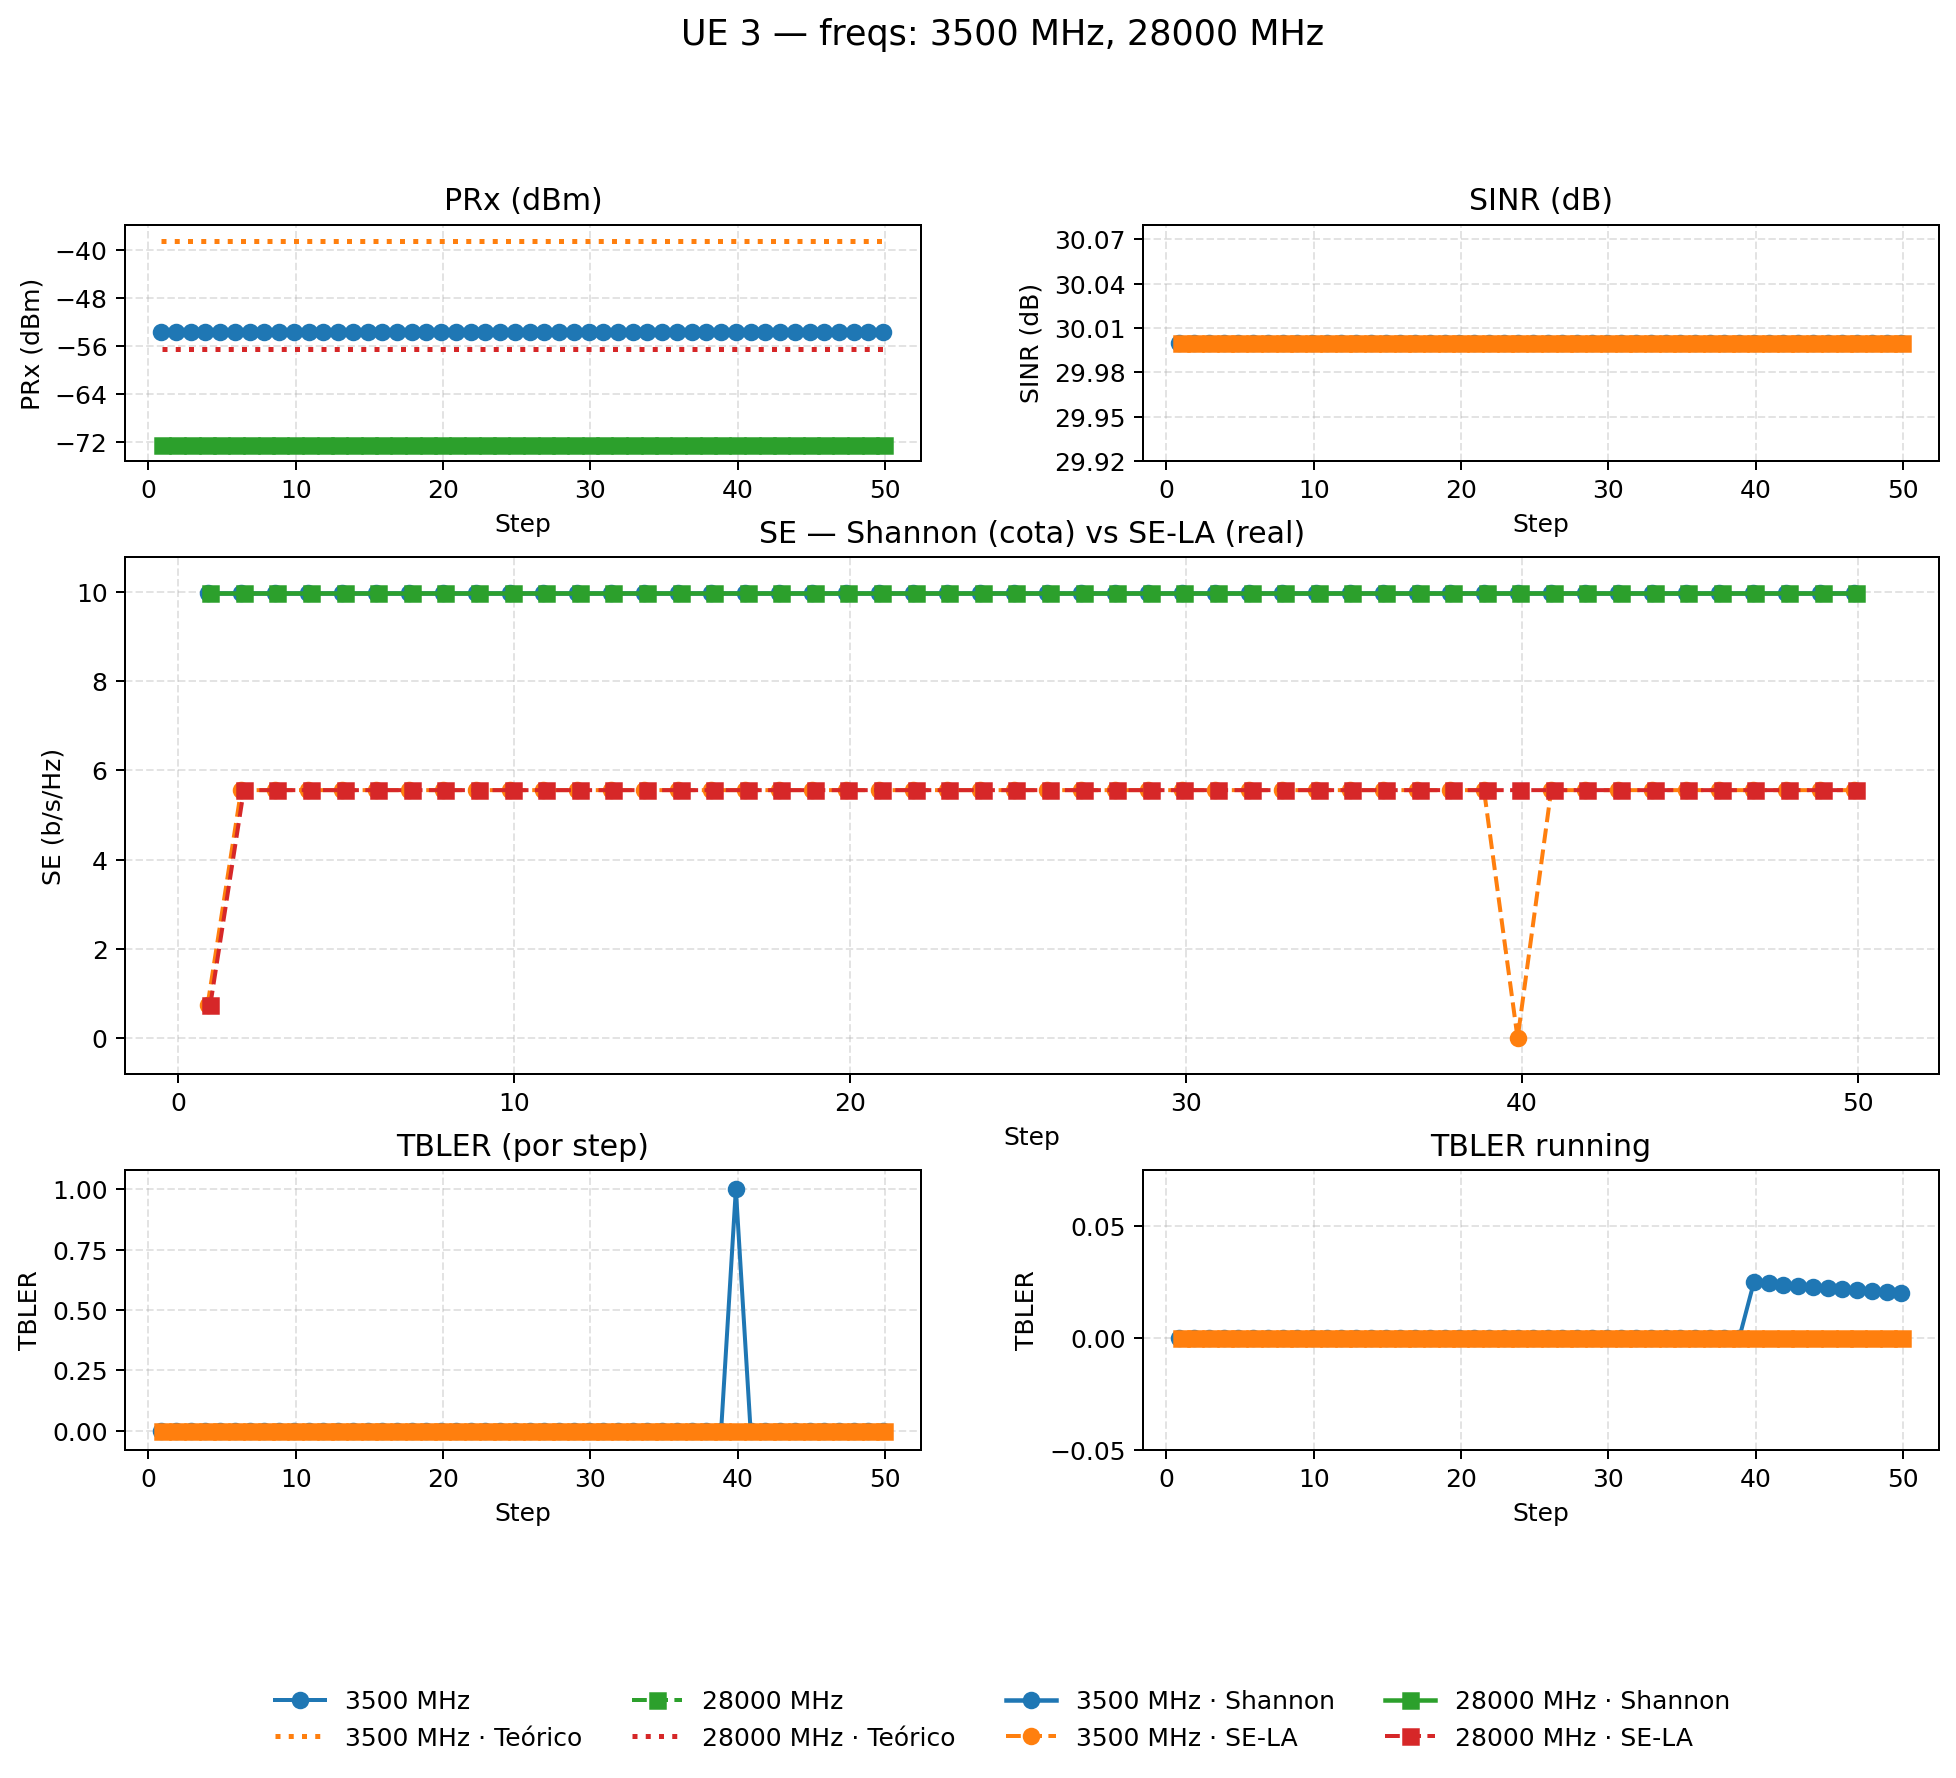 UE 3 — freqs: 3500 MHz, 28000 MHz
PRx (dBm)
PRx (dBm)
−40
−48
−56
−64
−72
0 10 20 30 40 50
Step
SINR (dB)
SINR (dB)
30.07
30.04
30.01
29.98
29.95
29.92
0 10 20 30 40 50
Step
SE — Shannon (cota) vs SE-LA (real)
SE (b/s/Hz)
10
8
6
4
2
0
0 10 20 30 40 50
Step
TBLER (por step)
TBLER
1.00
0.75
0.50
0.25
0.00
0 10 20 30 40 50
Step
TBLER running
TBLER
0.05
0.00
−0.05
0 10 20 30 40 50
Step
3500 MHz
3500 MHz · Teórico
28000 MHz
28000 MHz · Teórico
3500 MHz · Shannon
3500 MHz · SE-LA
28000 MHz · Shannon
28000 MHz · SE-LA